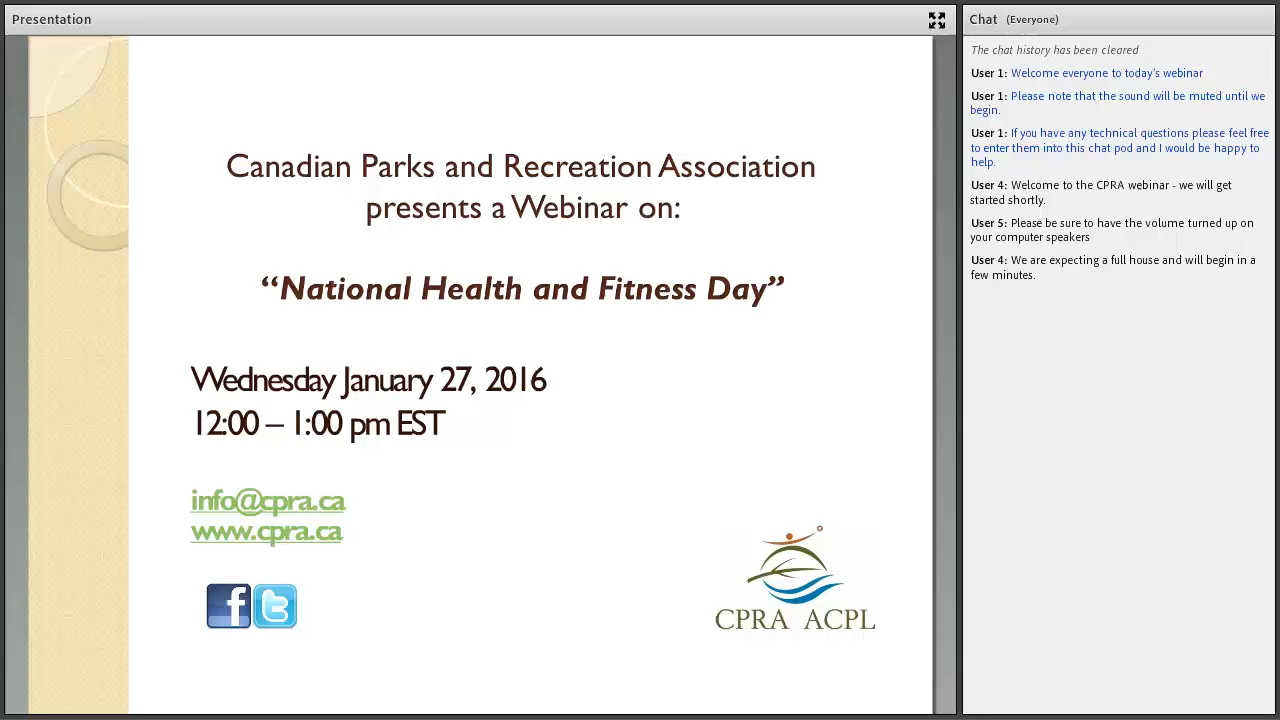 Presentation
Canadian Parks and Recreation Association
presents a Webinar on:
“National Health and Fitness Day”
Wednesday January 27, 2016
12:00 – 1:00 pm EST
info@cpra.ca
www.cpra.ca
CPRA ACPL
Chat (Everyone)
The chat history has been cleared
User 1: Welcome everyone to today's webinar
User 1: Please note that the sound will be muted until we
begin.
User 1: If you have any technical questions please feel free
to enter them into this chat pod and I would be happy to
help.
User 4: Welcome to the CPRA webinar - we will get
started shortly.
User 5: Please be sure to have the volume turned up on
your computer speakers
User 4: We are expecting a full house and will begin in a
few minutes.